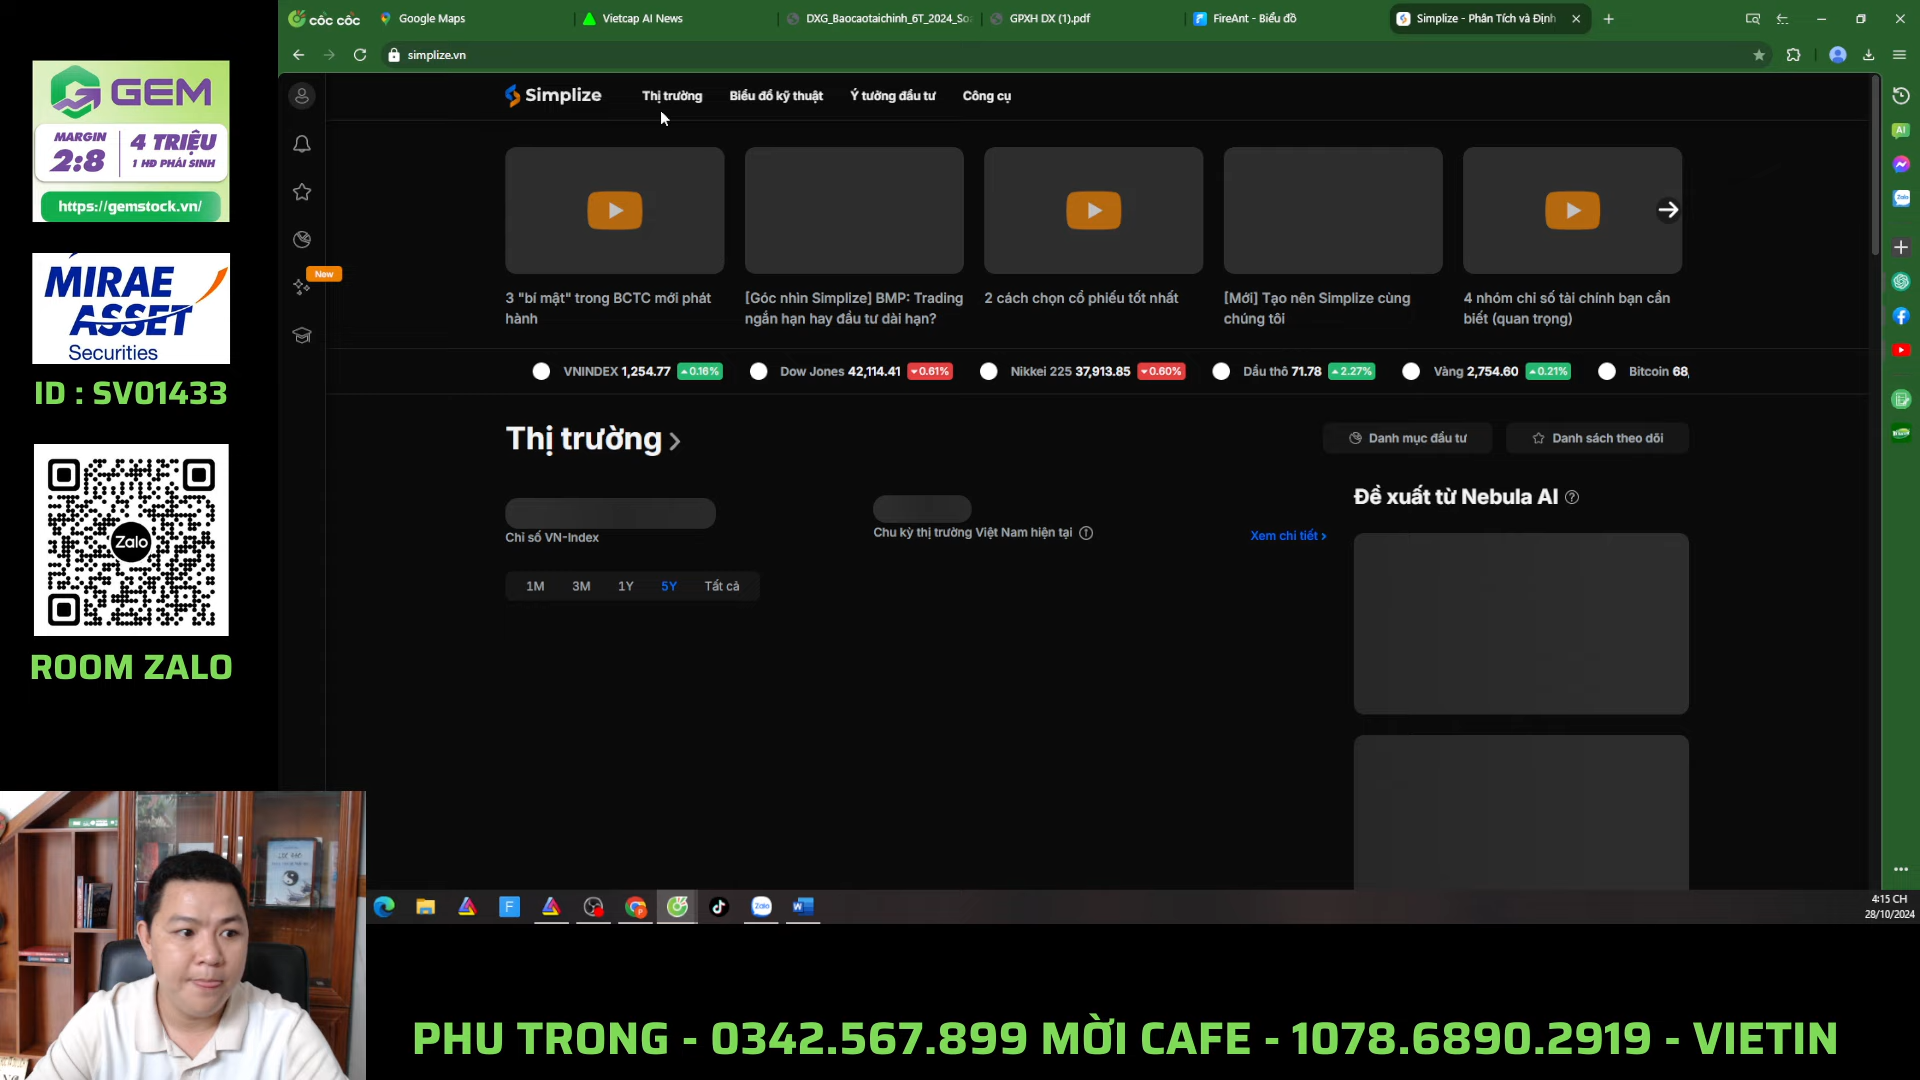 GEM
MARGIN
2:8
4 TRIỆU
1 HĐ PHÁI SINH
https://gemstock.vn/
MIRAE
ASSET
Securities
ID : SV01433
Zalo
ROOM ZALO
cốc cốc
Google Maps
Vietcap AI News
DXG_Baocaotaichinh_6T_2024_Soá
GPXH DX (1).pdf
FireAnt - Biểu đồ
Simplize - Phân Tích và Định
simplize.vn
Simplize
Thị trường
Biểu đồ kỹ thuật
Ý tưởng đầu tư
Công cụ
New
3 "bí mật" trong BCTC mới phát
hành
[Góc nhìn Simplize] BMP: Trading
ngắn hạn hay đầu tư dài hạn?
2 cách chọn cổ phiếu tốt nhất
[Mới] Tạo nên Simplize cùng
chúng tôi
4 nhóm chỉ số tài chính bạn cần
biết (quan trọng)
VNINDEX 1,254.77 0.16%
Dow Jones 42,114.41 0.61%
Nikkei 225 37,913.85 0.60%
Dầu thô 71.78 2.27%
Vàng 2,754.60 0.21%
Bitcoin 68,
Thị trường
Danh mục đầu tư
Danh sách theo dõi
Đề xuất từ Nebula AI
Chỉ số VN-Index
Chu kỳ thị trường Việt Nam hiện tại
Xem chi tiết
1M
3M
1Y
5Y
Tất cả
AI
Zalo
4:15 CH
28/10/2024
PHU TRONG - 0342.567.899 MỜI CAFE - 1078.6890.2919 - VIETIN